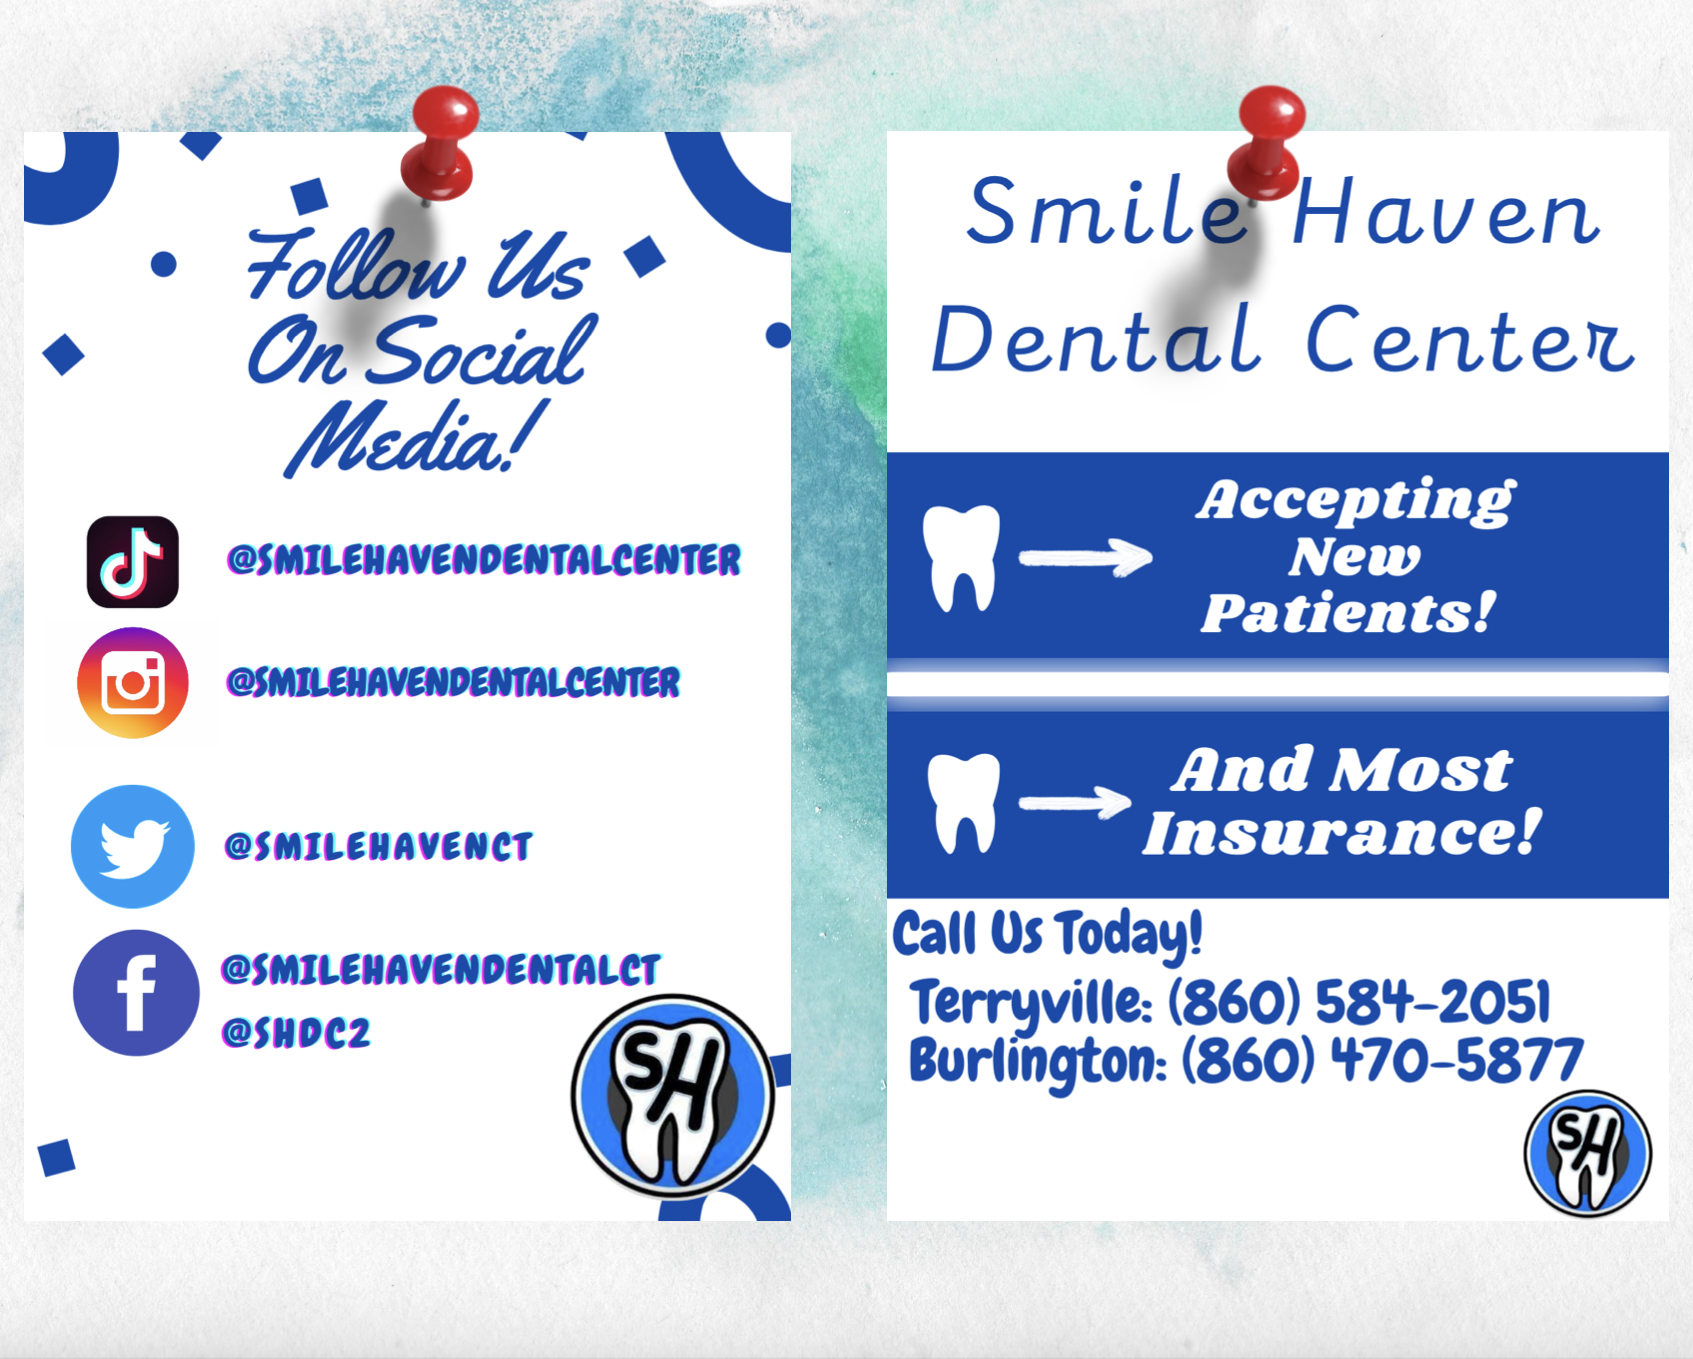 Follow Us
On Social
Media!
@SMILEHAVENDENTALCENTER
@SMILEHAVENDENTALCENTER
@SMILEHAVENCT
@SMILEHAVENDENTALCT
@SHDC2
SH
Smile Haven
Dental Center
Accepting
New
Patients!
And Most
Insurance!
Call Us Today!
Terryville: (860) 584-2051
Burlington: (860) 470-5877
SH